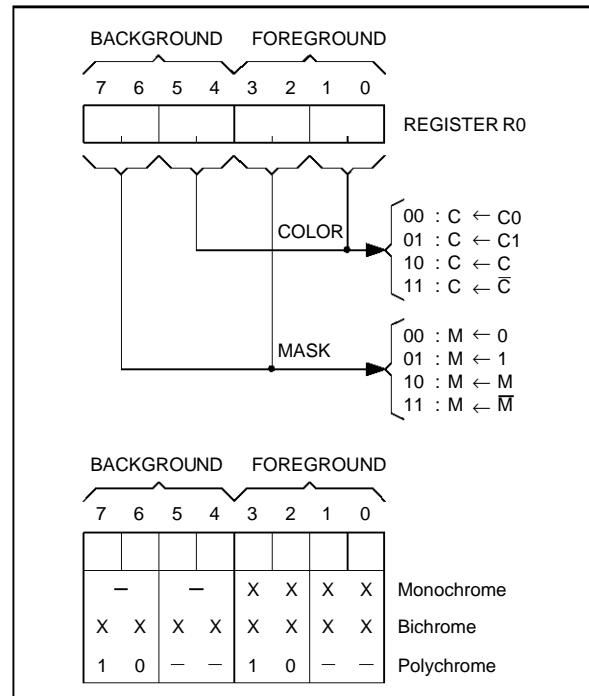 BACKGROUND FOREGROUND
7 6 5 4 3 2 1 0
REGISTER R0
COLOR
00 : C ← C0
01 : C ← C1
10 : C ← C
11 : C ← C̅
MASK
00 : M ← 0
01 : M ← 1
10 : M ← M
11 : M ← M̅
BACKGROUND FOREGROUND
7 6 5 4 3 2 1 0
– – X X X X Monochrome
X X X X X X X X Bichrome
1 0 – – 1 0 – – Polychrome